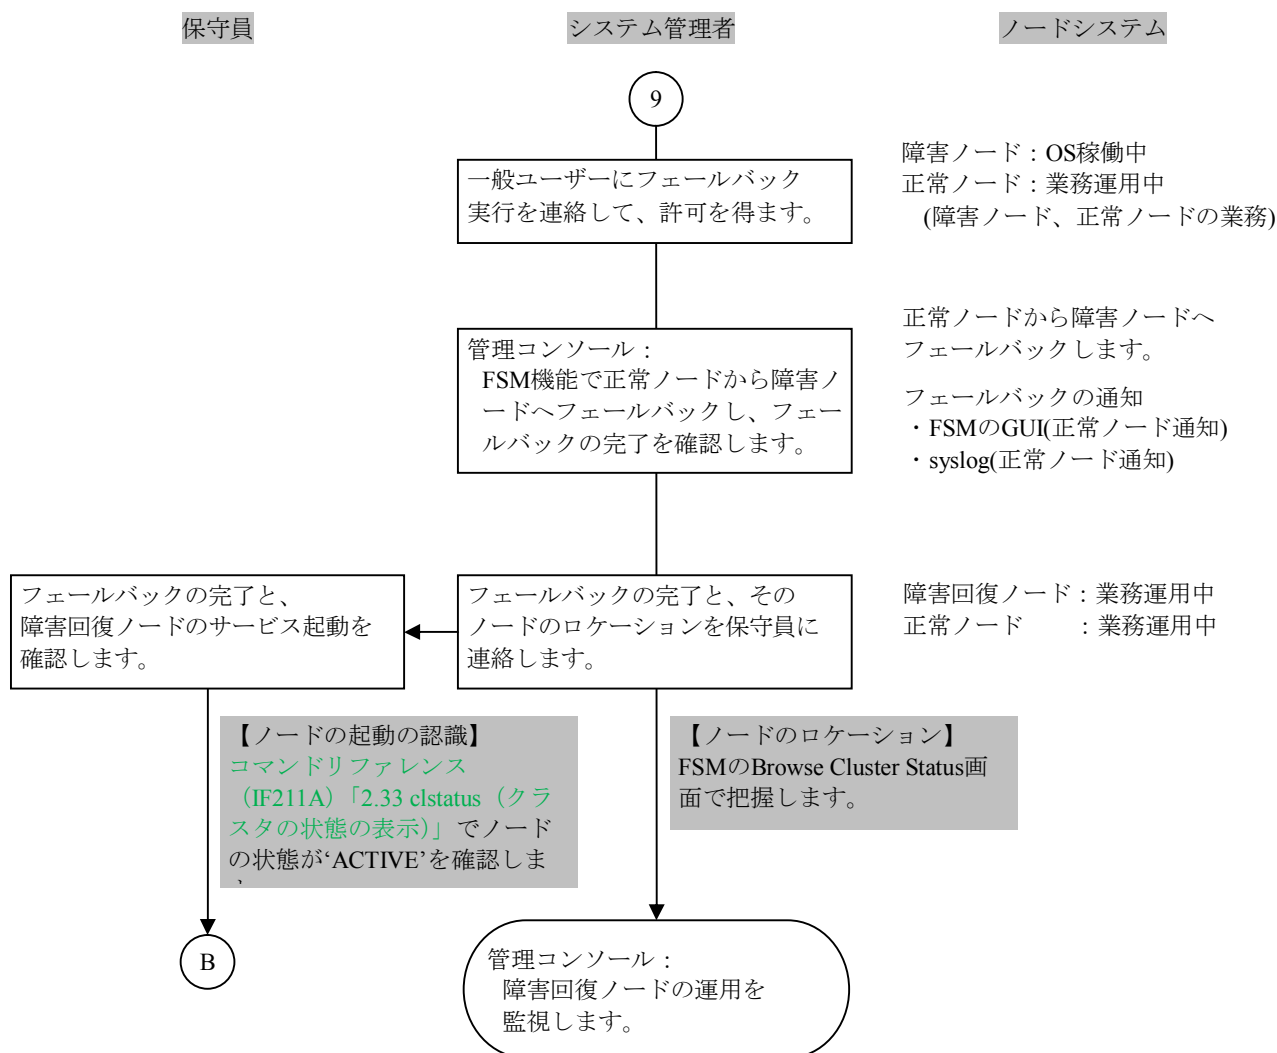 保守員
システム管理者
ノードシステム
9
一般ユーザーにフェールバック
実行を連絡して、許可を得ます。
障害ノード：OS稼働中
正常ノード：業務運用中
(障害ノード、正常ノードの業務)
管理コンソール：
FSM機能で正常ノードから障害ノ
ードへフェールバックし、フェー
ルバックの完了を確認します。
正常ノードから障害ノードへ
フェールバックします。
フェールバックの通知
・FSMのGUI(正常ノード通知)
・syslog(正常ノード通知)
フェールバックの完了と、
障害回復ノードのサービス起動を
確認します。
フェールバックの完了と、その
ノードのロケーションを保守員に
連絡します。
障害回復ノード：業務運用中
正常ノード　　：業務運用中
【ノードの起動の認識】
コマンドリファレンス
（IF211A）「2.33 clstatus（クラ
スタの状態の表示）」でノード
の状態が‘ACTIVE’を確認しま
【ノードのロケーション】
FSMのBrowse Cluster Status画
面で把握します。
B
管理コンソール：
障害回復ノードの運用を
監視します。